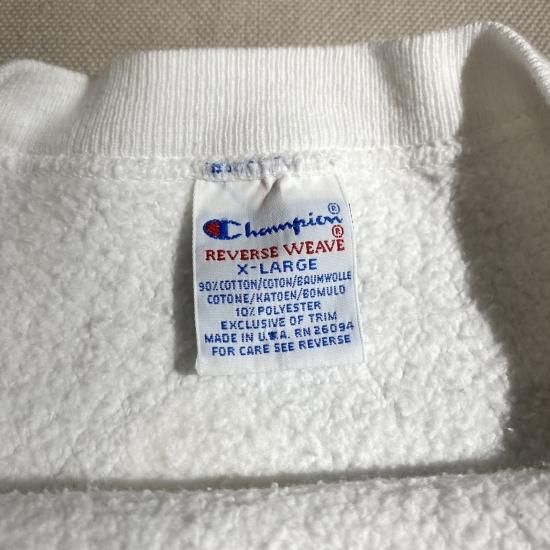 Champion®
REVERSE WEAVE®
X-LARGE
90% COTTON/COTON/BAUMWOLLE
COTONE/KATOEN/BOMULD
10% POLYESTER
EXCLUSIVE OF TRIM
MADE IN U.S.A. RN 26094
FOR CARE SEE REVERSE